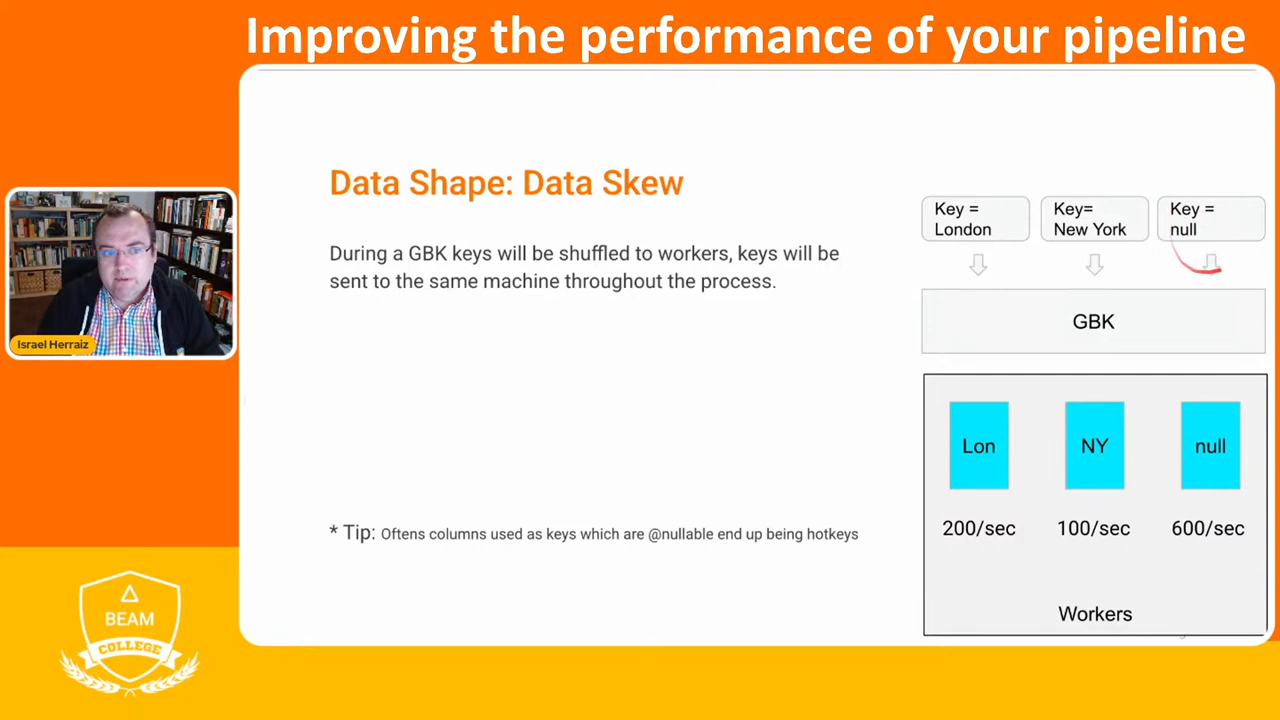 Improving the performance of your pipeline
Data Shape: Data Skew
During a GBK keys will be shuffled to workers, keys will be
sent to the same machine throughout the process.
* Tip: Oftens columns used as keys which are @nullable end up being hotkeys
Key =
London
Key=
New York
Key =
null
GBK
Lon
NY
null
200/sec
100/sec
600/sec
Workers
Israel Herraiz
BEAM
COLLEGE